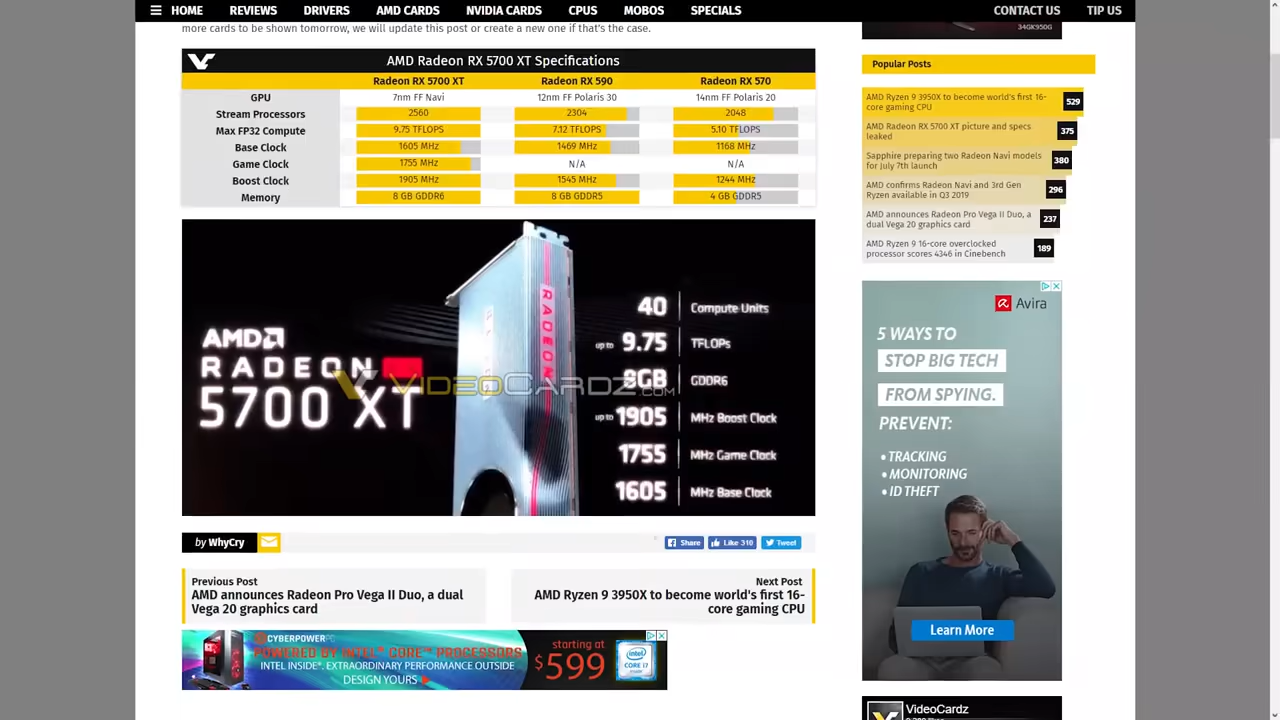 HOME REVIEWS DRIVERS AMD CARDS NVIDIA CARDS CPUS MOBOS SPECIALS CONTACT US TIP US
more cards to be shown tomorrow, we will update this post or create a new one if that's the case.
AMD Radeon RX 5700 XT Specifications
Radeon RX 5700 XT Radeon RX 590 Radeon RX 570
GPU 7nm FF Navi 12nm FF Polaris 30 14nm FF Polaris 20
Stream Processors 2560 2304 2048
Max FP32 Compute 9.75 TFLOPS 7.12 TFLOPS 5.10 TFLOPS
Base Clock 1605 MHz 1469 MHz 1168 MHz
Game Clock 1755 MHz N/A N/A
Boost Clock 1905 MHz 1545 MHz 1244 MHz
Memory 8 GB GDDR6 8 GB GDDR5 4 GB GDDR5
AMD
RADEON
5700 XT
RADEON
VIDEOCARDZ.COM
40 Compute Units
up to 9.75 TFLOPs
8GB GDDR6
up to 1905 MHz Boost Clock
1755 MHz Game Clock
1605 MHz Base Clock
by WhyCry
Share Like 310 Tweet
Previous Post
AMD announces Radeon Pro Vega II Duo, a dual
Vega 20 graphics card
Next Post
AMD Ryzen 9 3950X to become world's first 16-
core gaming CPU
CYBERPOWERPC
POWERED BY INTEL® CORE™ PROCESSORS
INTEL INSIDE®. EXTRAORDINARY PERFORMANCE OUTSIDE
DESIGN YOURS
starting at
$599
intel
CORE i7
34GK950G
Popular Posts
AMD Ryzen 9 3950X to become world's first 16-
core gaming CPU
529
AMD Radeon RX 5700 XT picture and specs
leaked
375
Sapphire preparing two Radeon Navi models
for July 7th launch
380
AMD confirms Radeon Navi and 3rd Gen
Ryzen available in Q3 2019
296
AMD announces Radeon Pro Vega II Duo, a
dual Vega 20 graphics card
237
AMD Ryzen 9 16-core overclocked
processor scores 4346 in Cinebench
189
Avira
5 WAYS TO
STOP BIG TECH
FROM SPYING.
PREVENT:
• TRACKING
• MONITORING
• ID THEFT
Learn More
VideoCardz